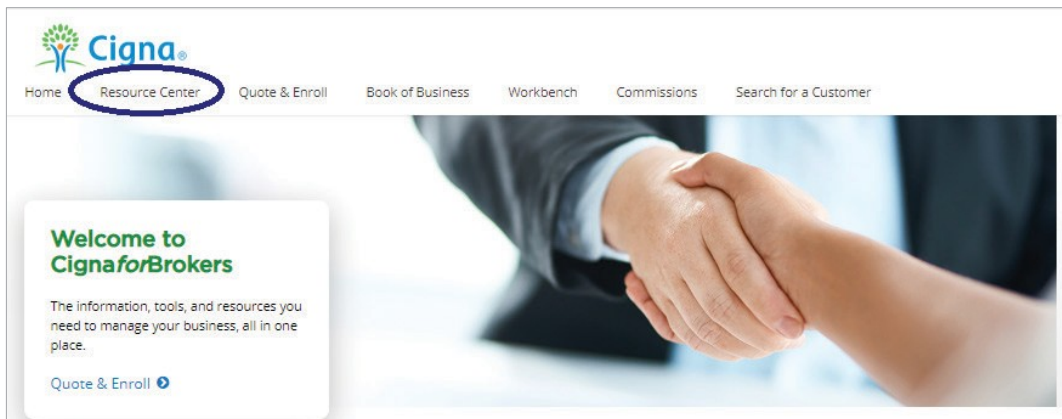 Cigna®
Home Resource Center Quote & Enroll Book of Business Workbench Commissions Search for a Customer
Welcome to
CignaforBrokers
The information, tools, and resources you
need to manage your business, all in one
place.
Quote & Enroll